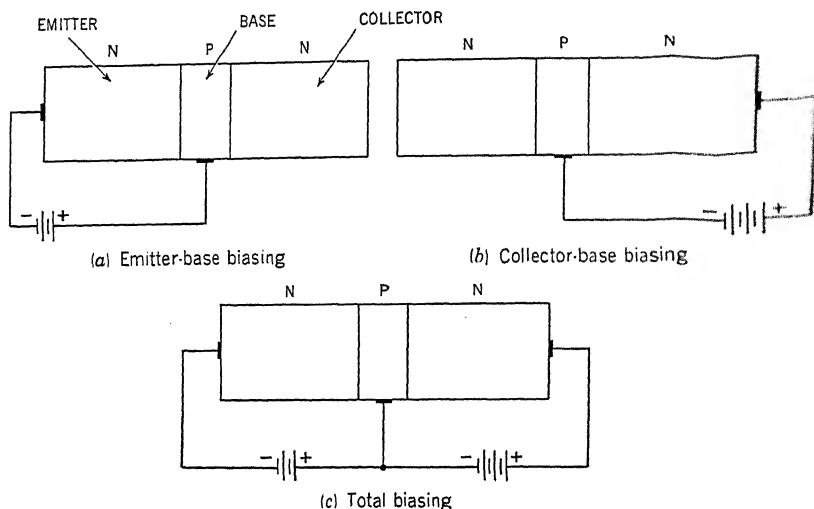 EMITTER BASE COLLECTOR
N P N
N P N
- +
- +
(a) Emitter-base biasing
(b) Collector-base biasing
N P N
- + - +
(c) Total biasing